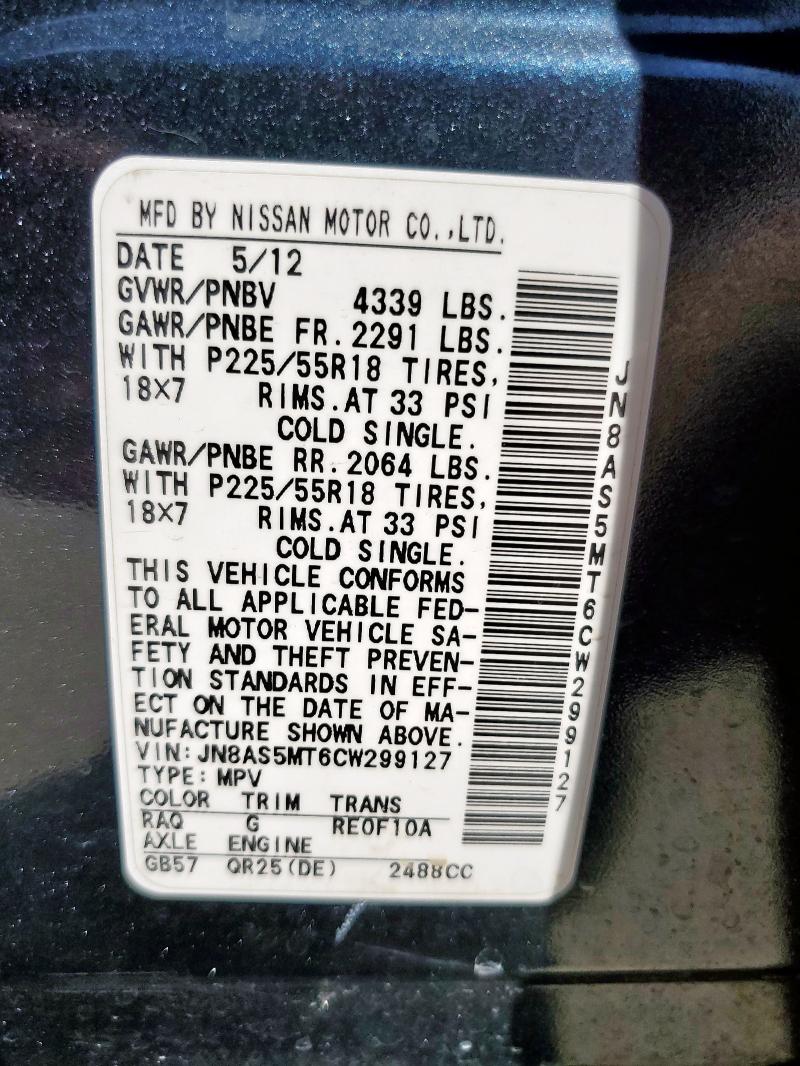 MFD BY NISSAN MOTOR CO.,LTD.
DATE 5/12
GVWR/PNBV 4339 LBS.
GAWR/PNBE FR.2291 LBS.
WITH P225/55R18 TIRES,
18X7 RIMS.AT 33 PSI
COLD SINGLE.
GAWR/PNBE RR.2064 LBS.
WITH P225/55R18 TIRES,
18X7 RIMS.AT 33 PSI
COLD SINGLE.
THIS VEHICLE CONFORMS
TO ALL APPLICABLE FED-
ERAL MOTOR VEHICLE SA-
FETY AND THEFT PREVEN-
TION STANDARDS IN EFF-
ECT ON THE DATE OF MA-
NUFACTURE SHOWN ABOVE.
VIN:JN8AS5MT6CW299127
TYPE:MPV
COLOR TRIM TRANS
RAQ G RE0F10A
AXLE ENGINE
GB57 QR25(DE) 2488CC
JN8AS5MT6CW299127